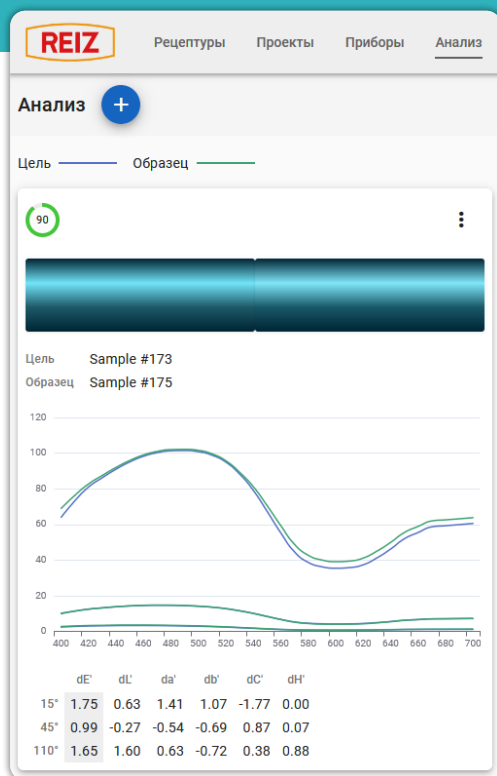 REIZ Рецептуры Проекты Приборы Анализ
Анализ +
Цель Образец
90
Цель Sample #173
Образец Sample #175
120
100
80
60
40
20
0
400 420 440 460 480 500 520 540 560 580 600 620 640 660 680 700
dE' dL' da' db' dC' dH'
15° 1.75 0.63 1.41 1.07 -1.77 0.00
45° 0.99 -0.27 -0.54 -0.69 0.87 0.07
110° 1.65 1.60 0.63 -0.72 0.38 0.88